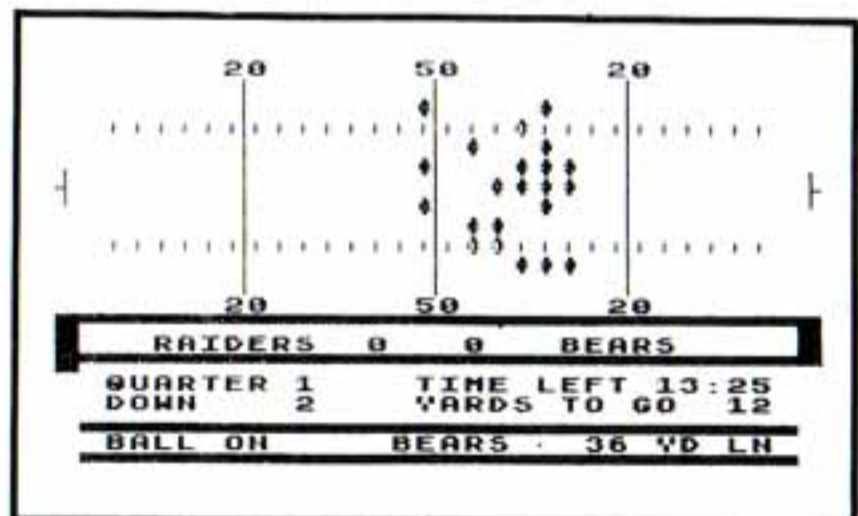 20 50 20
20 50 20
RAIDERS 0 0 BEARS
QUARTER 1 TIME LEFT 13:25
DOWN 2 YARDS TO GO 12
BALL ON BEARS 36 YD LN